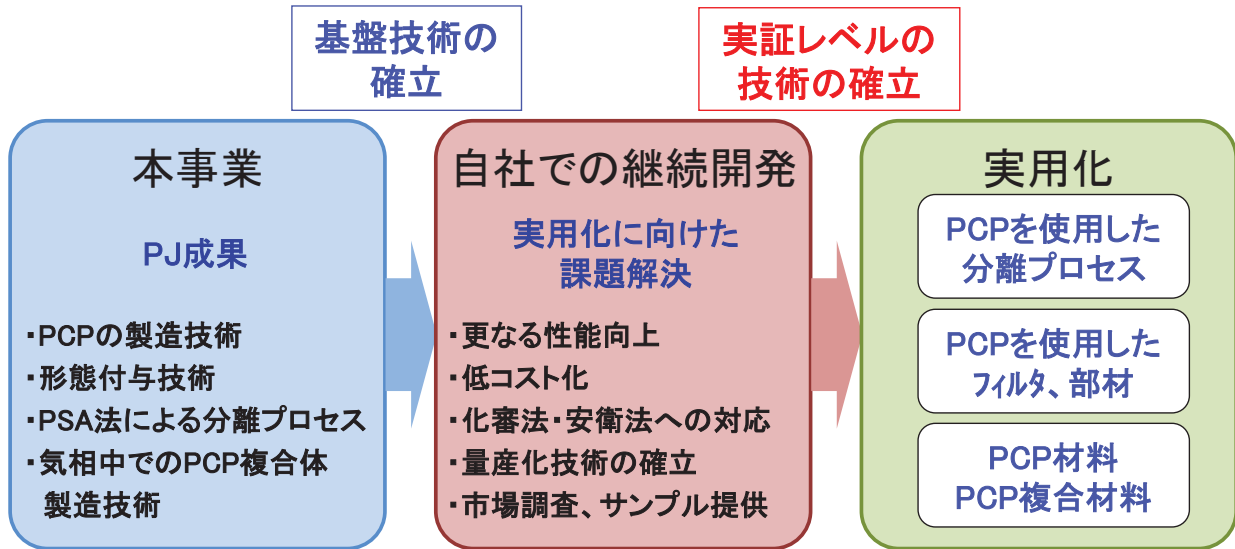 基盤技術の
確立
実証レベルの
技術の確立
本事業
PJ成果
・PCPの製造技術
・形態付与技術
・PSA法による分離プロセス
・気相中でのPCP複合体
製造技術
自社での継続開発
実用化に向けた
課題解決
・更なる性能向上
・低コスト化
・化審法・安衛法への対応
・量産化技術の確立
・市場調査、サンプル提供
実用化
PCPを使用した
分離プロセス
PCPを使用した
フィルタ、部材
PCP材料
PCP複合材料